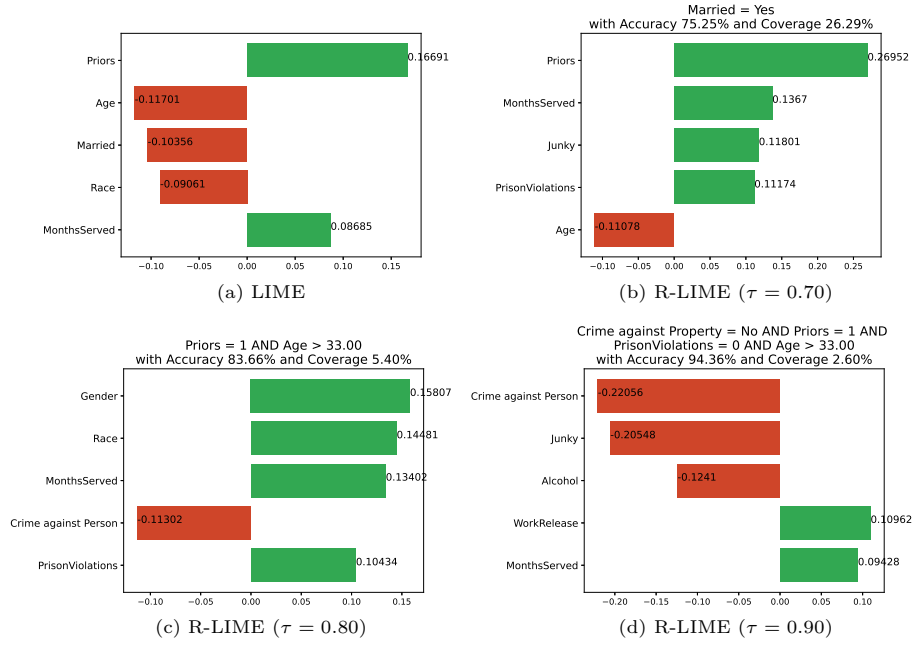 Priors
0.16691
Age
-0.11701
Married
-0.10356
Race
-0.09061
MonthsServed
0.08685
−0.10 −0.05 0.00 0.05 0.10 0.15
(a) LIME
Married = Yes
with Accuracy 75.25% and Coverage 26.29%
Priors
0.26952
MonthsServed
0.1367
Junky
0.11801
PrisonViolations
0.11174
Age
-0.11078
−0.10 −0.05 0.00 0.05 0.10 0.15 0.20 0.25
(b) R-LIME (τ = 0.70)
Priors = 1 AND Age > 33.00
with Accuracy 83.66% and Coverage 5.40%
Gender
0.15807
Race
0.14481
MonthsServed
0.13402
Crime against Person
-0.11302
PrisonViolations
0.10434
−0.10 −0.05 0.00 0.05 0.10 0.15
(c) R-LIME (τ = 0.80)
Crime against Property = No AND Priors = 1 AND
PrisonViolations = 0 AND Age > 33.00
with Accuracy 94.36% and Coverage 2.60%
Crime against Person
-0.22056
Junky
-0.20548
Alcohol
-0.1241
WorkRelease
0.10962
MonthsServed
0.09428
−0.20 −0.15 −0.10 −0.05 0.00 0.05 0.10
(d) R-LIME (τ = 0.90)